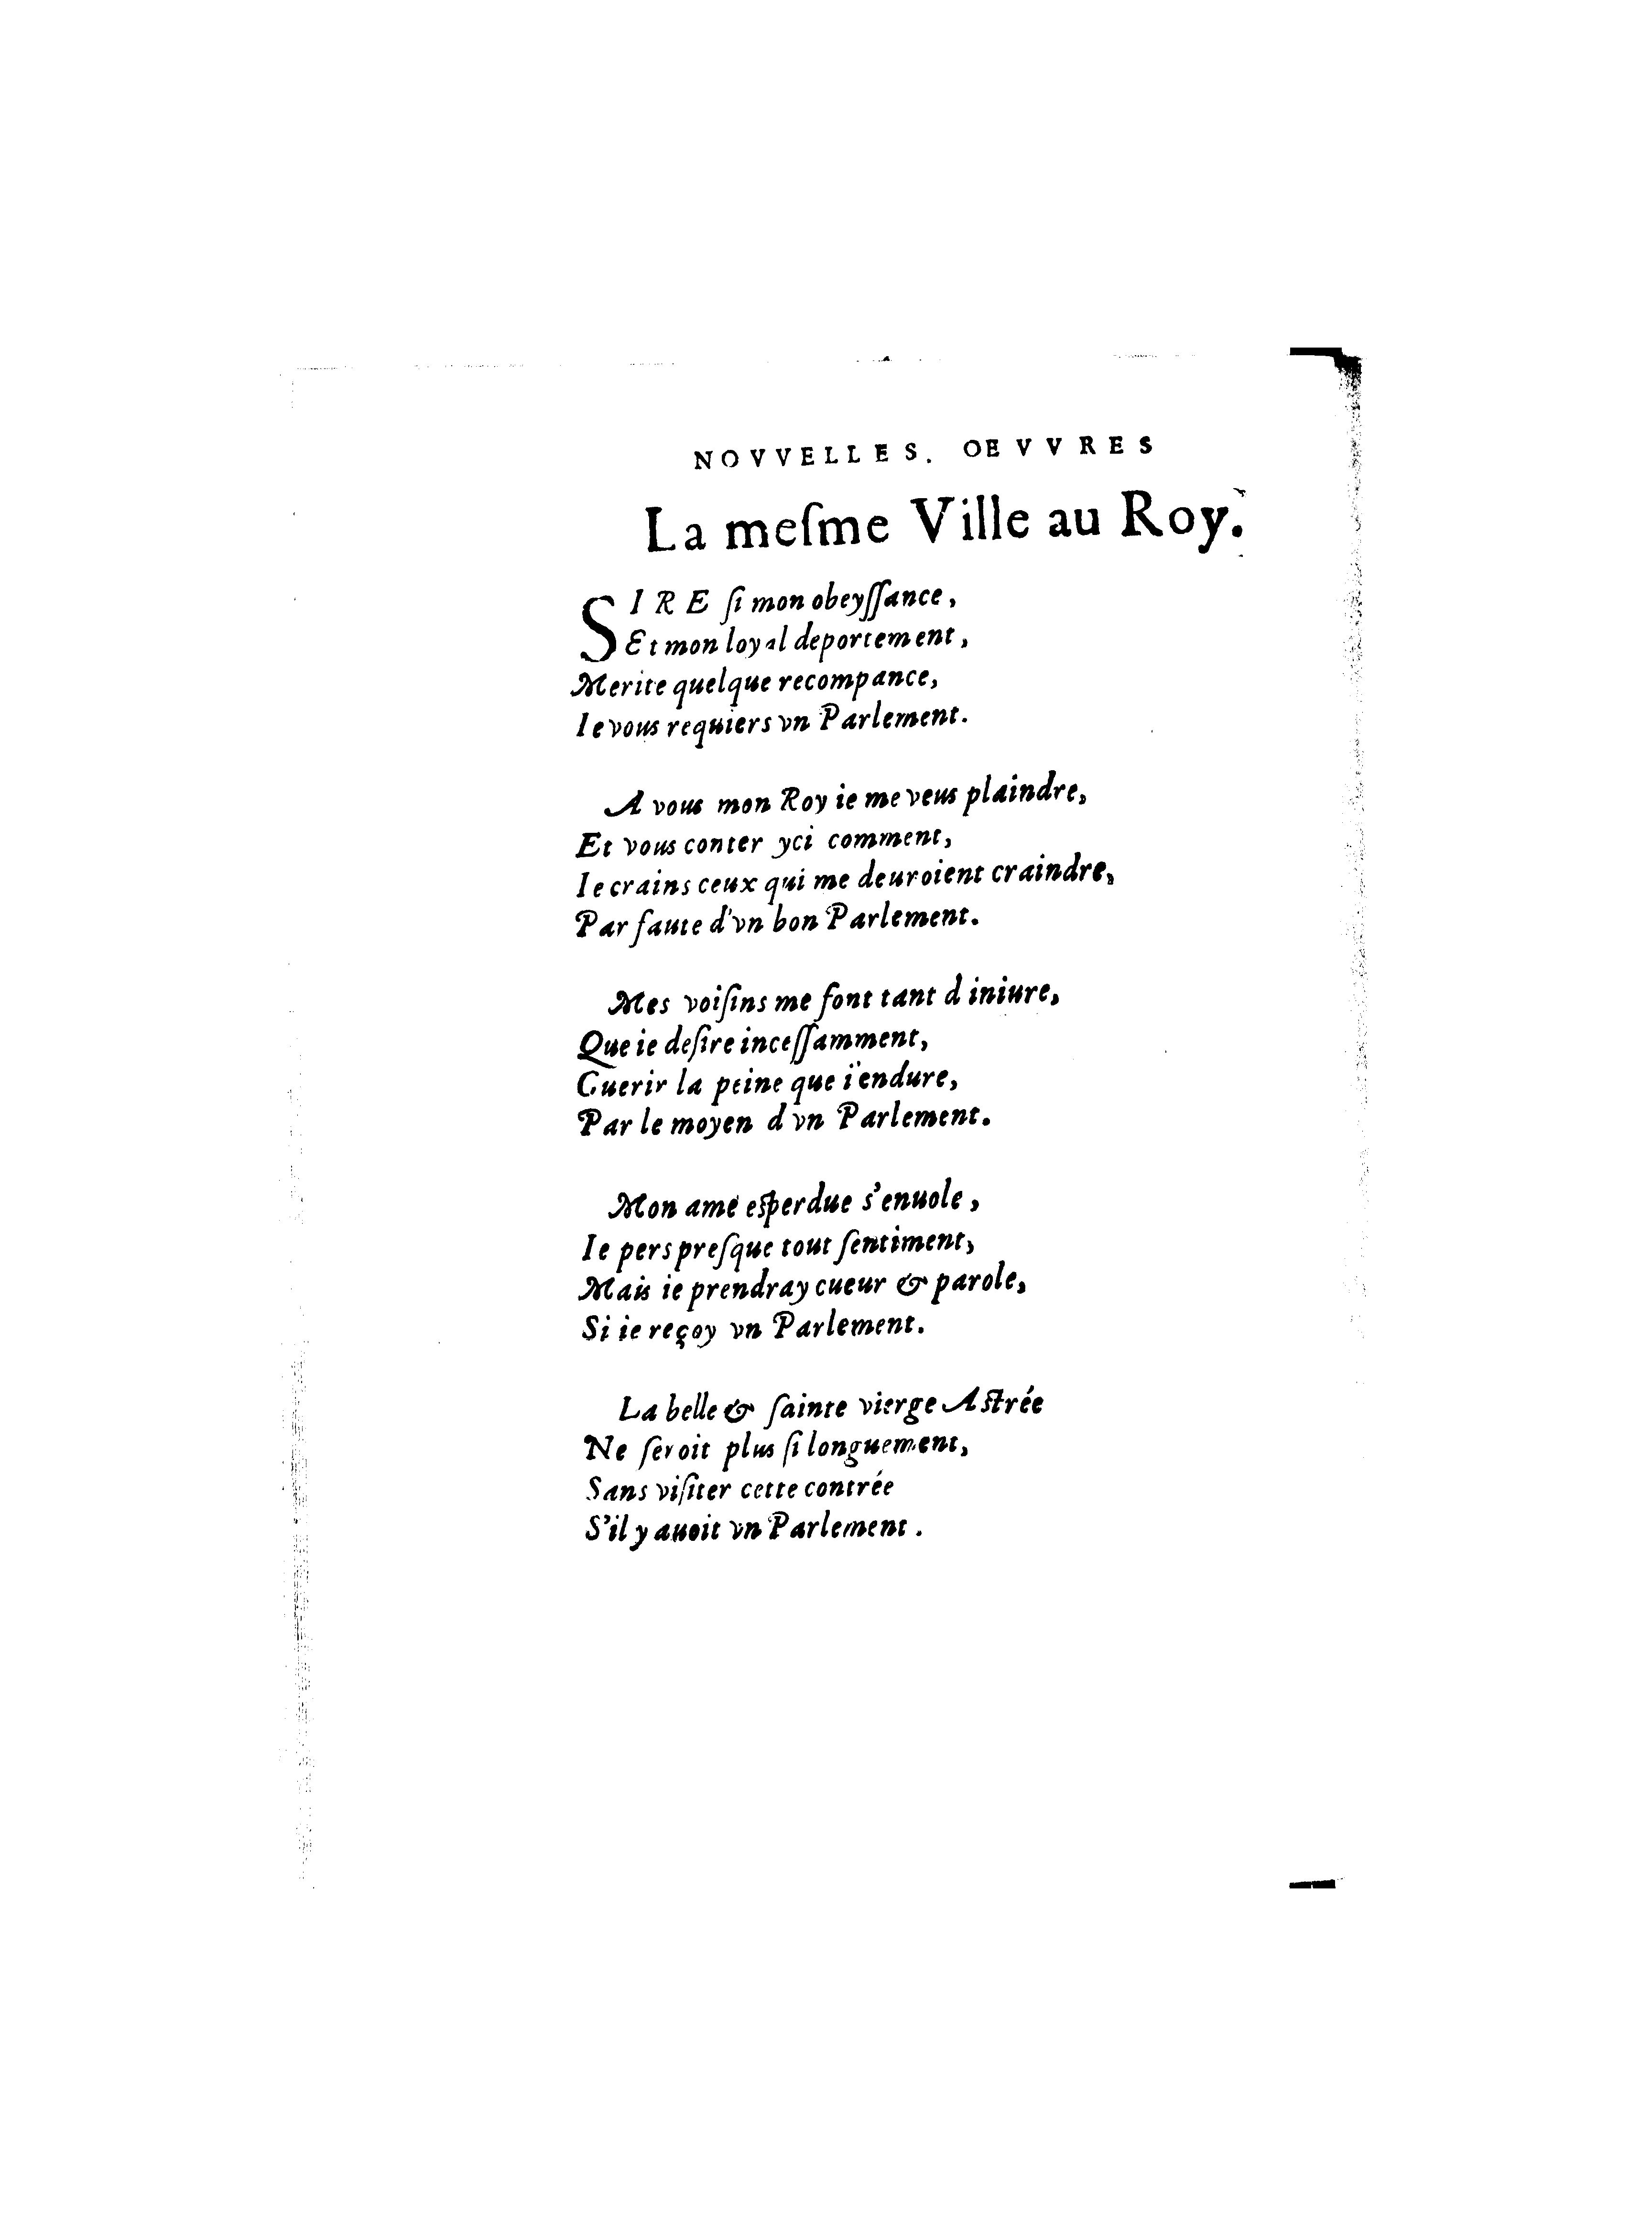 NOVVELLES. OEVVRES
La meſme Ville au Roy.
SIRE ſi mon obeyſſance,
Et mon loyal deportement,
Merite quelque recompance,
Ie vous requiers vn Parlement.
A vous mon Roy ie me veus plaindre,
Et vous conter yci comment,
Ie crains ceux qui me deuroient craindre,
Par faute d'vn bon Parlement.
Mes voiſins me font tant d iniure,
Que ie deſire inceſſamment,
Guerir la peine que i'endure,
Par le moyen d vn Parlement.
Mon ame eſperdue s'enuole,
Ie pers preſque tout ſentiment,
Mais ie prendray cueur & parole,
Si ie reçoy vn Parlement.
La belle & ſainte vierge Aſtrée
Ne ſeroit plus ſi longuement,
Sans viſiter cette contrée
S'il y auoit vn Parlement.